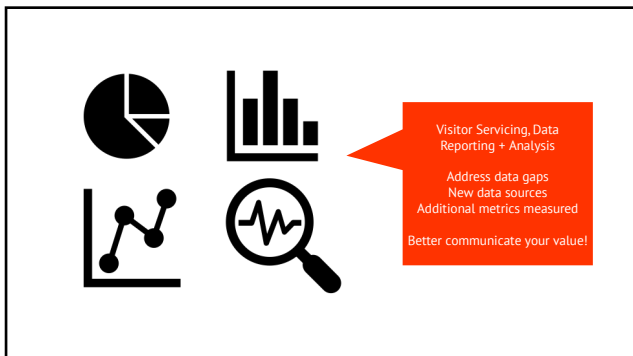 Visitor Servicing, Data
Reporting + Analysis
Address data gaps
New data sources
Additional metrics measured
Better communicate your value!